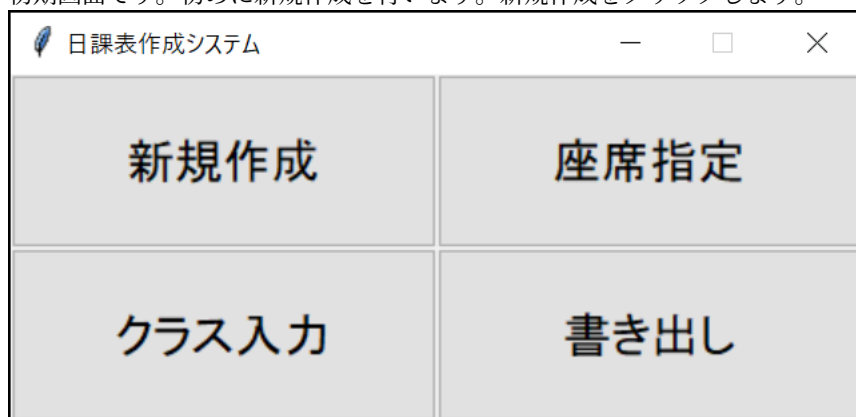 初期画面です。初めに新規作成を行います。新規作成をクリックします。
日課表作成システム
新規作成
座席指定
クラス入力
書き出し